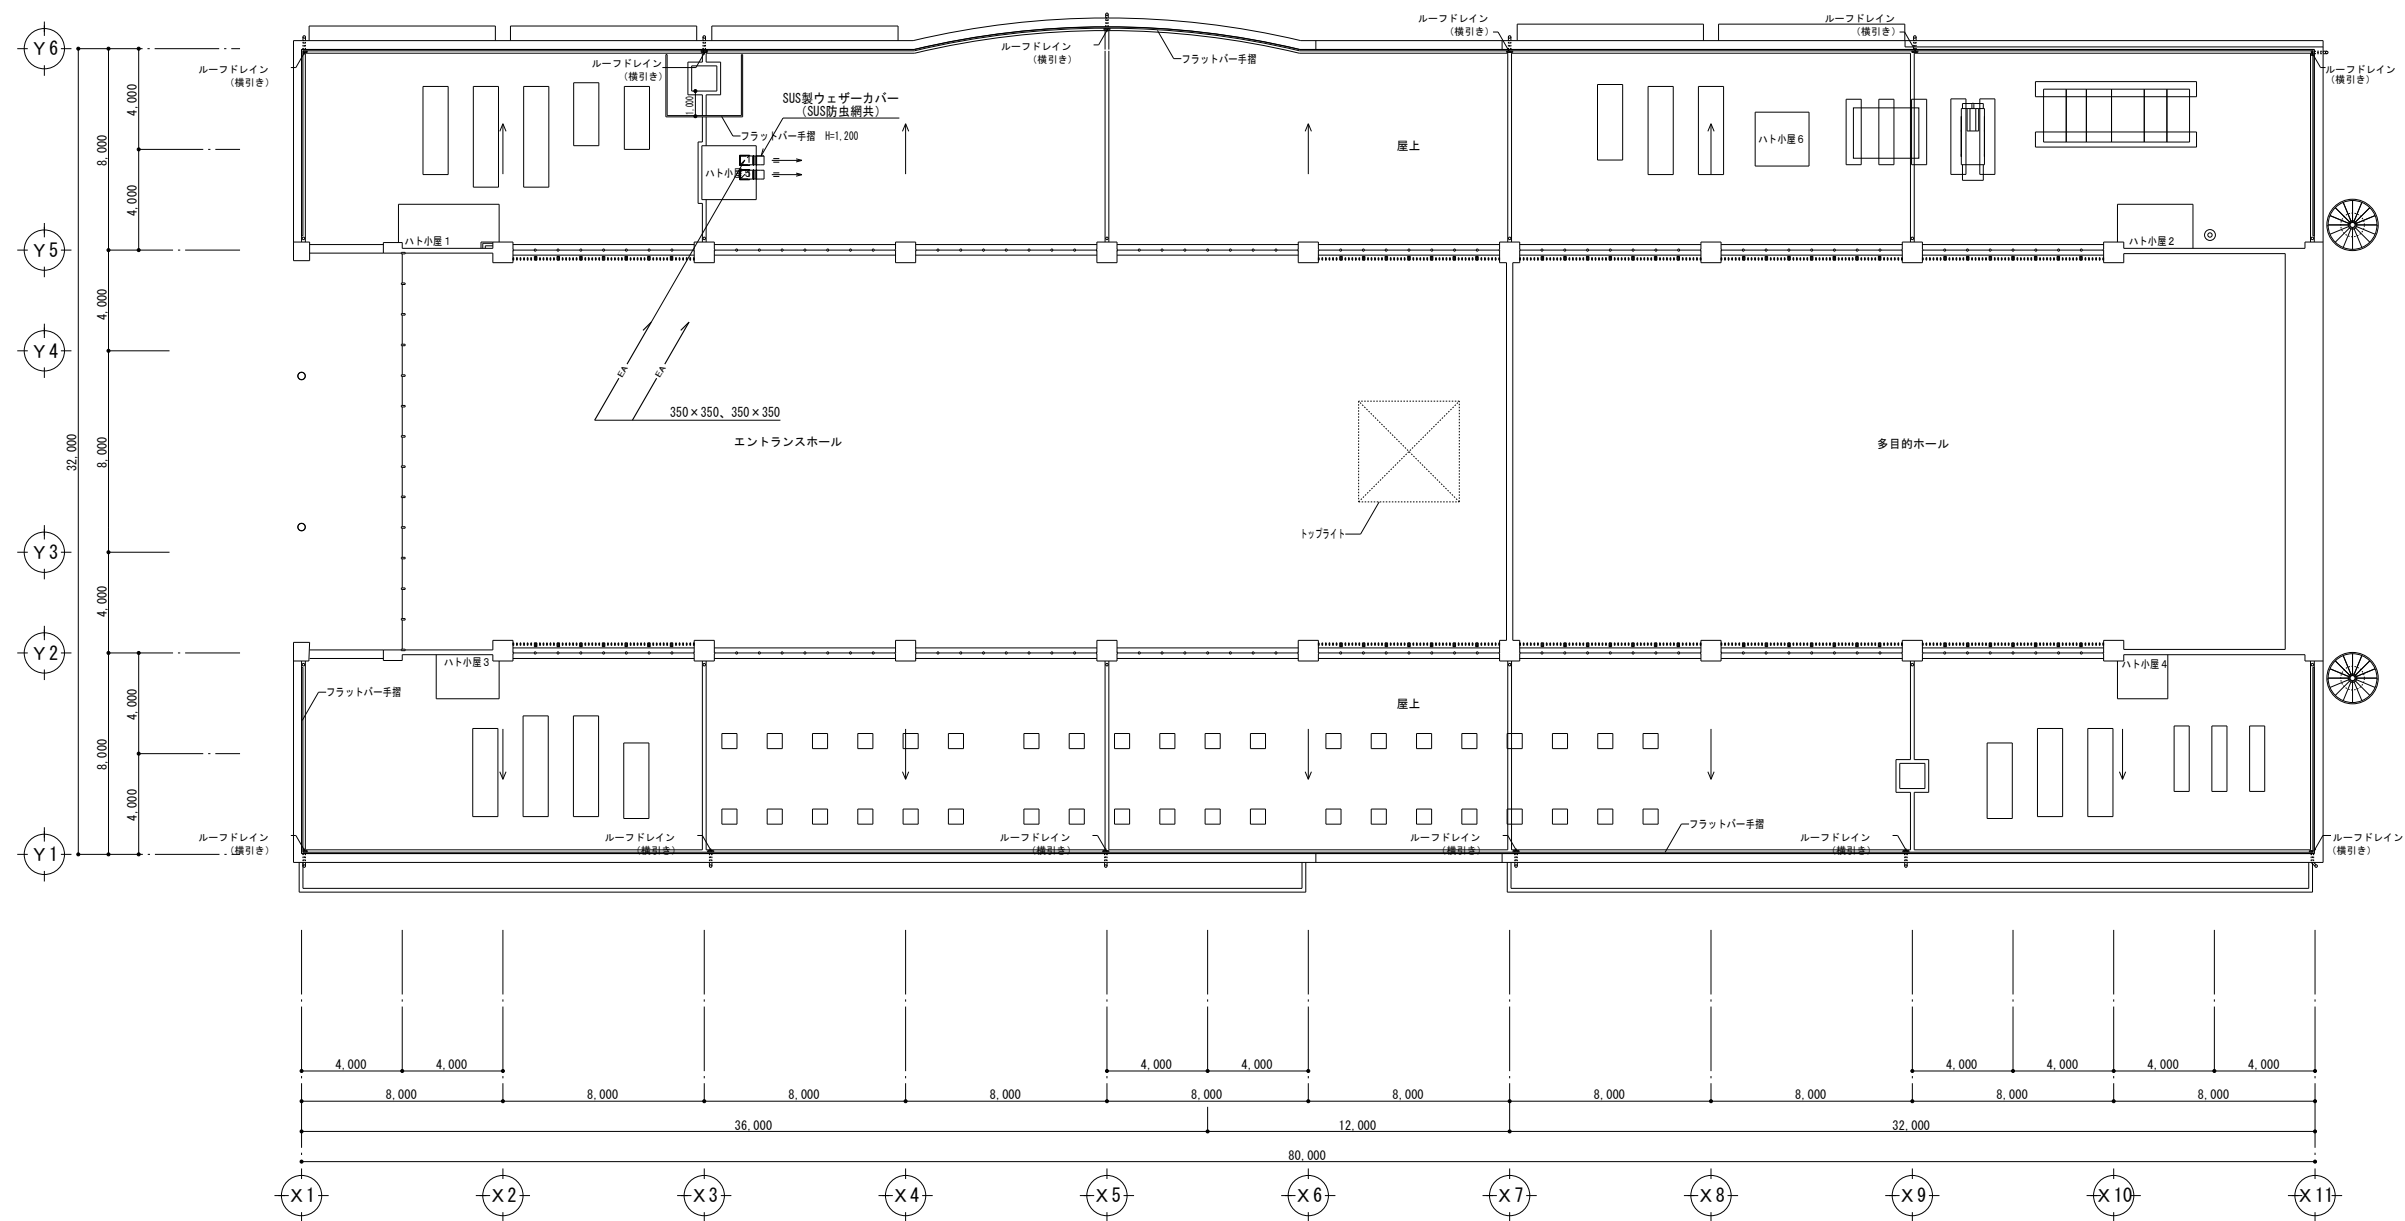 ルーフドレイン
（横引き）
ルーフドレイン
（横引き）
ルーフドレイン
（横引き）
フラットバー手摺
ルーフドレイン
（横引き）
ルーフドレイン
（横引き）
ルーフドレイン
（横引き）
SUS製ウェザーカバー
（SUS防虫網共）
フラットバー手摺 H=1,200
1,000
屋上
ハト小屋6
ハト小屋5
ハト小屋1
ハト小屋2
EA
EA
350×350、350×350
エントランスホール
多目的ホール
トップライト
ハト小屋3
ハト小屋4
フラットバー手摺
屋上
フラットバー手摺
ルーフドレイン
（横引き）
ルーフドレイン
（横引き）
ルーフドレイン
（横引き）
ルーフドレイン
（横引き）
ルーフドレイン
（横引き）
ルーフドレイン
（横引き）
Y6
Y5
Y4
Y3
Y2
Y1
32,000
8,000
4,000
8,000
4,000
8,000
4,000
4,000
4,000
4,000
4,000 4,000 4,000 4,000 4,000 4,000 4,000 4,000
8,000 8,000 8,000 8,000 8,000 8,000 8,000 8,000 8,000 8,000
36,000 12,000 32,000
80,000
X1 X2 X3 X4 X5 X6 X7 X8 X9 X10 X11